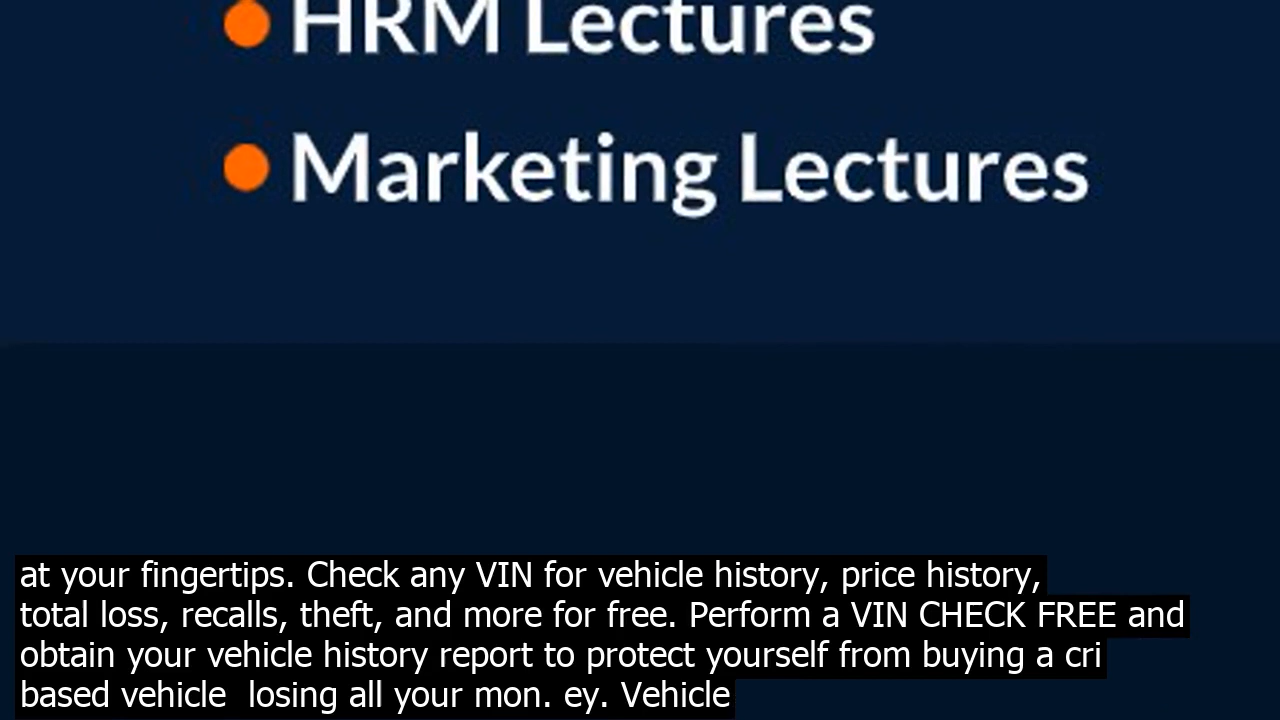 HRM Lectures
Marketing Lectures
at your fingertips. Check any VIN for vehicle history, price history,
total loss, recalls, theft, and more for free. Perform a VIN CHECK FREE and
obtain your vehicle history report to protect yourself from buying a cri
based vehicle  losing all your mon. ey. Vehicle